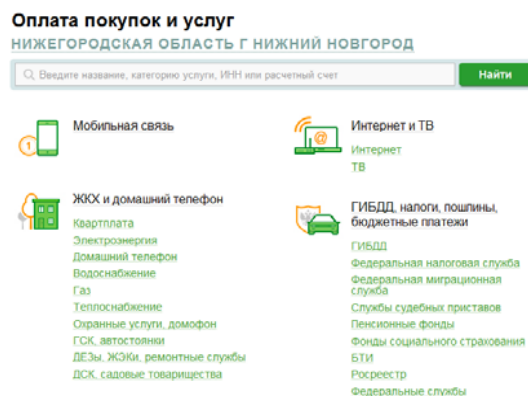 Оплата покупок и услуг
НИЖЕГОРОДСКАЯ ОБЛАСТЬ Г НИЖНИЙ НОВГОРОД
Введите название, категорию услуги, ИНН или расчетный счет
Найти
Мобильная связь
1
Интернет и ТВ
@
Интернет
ТВ
ЖКХ и домашний телефон
Квартплата
Электроэнергия
Домашний телефон
Водоснабжение
Газ
Теплоснабжение
Охранные услуги, домофон
ГСК, автостоянки
ДЕЗы, ЖЭКи, ремонтные службы
ДСК, садовые товарищества
ГИБДД, налоги, пошлины,
бюджетные платежи
ГИБДД
Федеральная налоговая служба
Федеральная миграционная
служба
Службы судебных приставов
Пенсионные фонды
Фонды социального страхования
БТИ
Росреестр
Федеральные службы